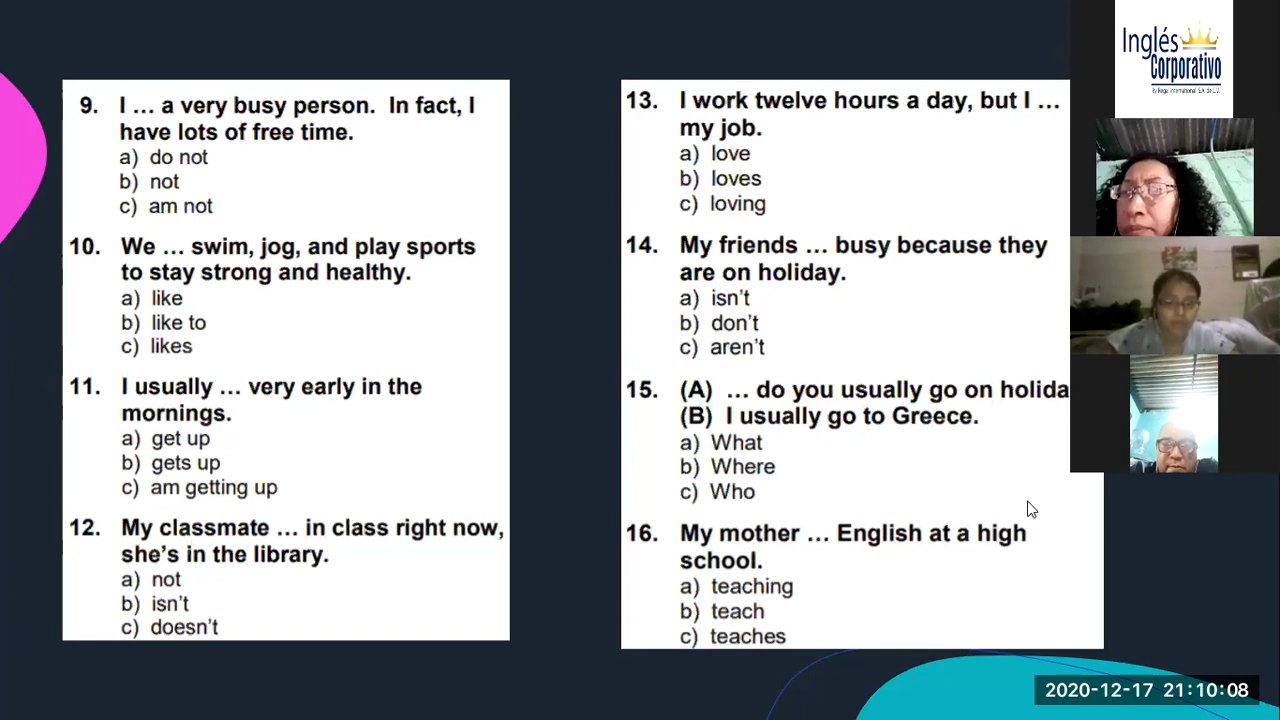 9. I … a very busy person. In fact, I
have lots of free time.
a) do not
b) not
c) am not
10. We … swim, jog, and play sports
to stay strong and healthy.
a) like
b) like to
c) likes
11. I usually … very early in the
mornings.
a) get up
b) gets up
c) am getting up
12. My classmate … in class right now,
she's in the library.
a) not
b) isn't
c) doesn't
13. I work twelve hours a day, but I …
my job.
a) love
b) loves
c) loving
14. My friends … busy because they
are on holiday.
a) isn't
b) don't
c) aren't
15. (A) … do you usually go on holida
(B) I usually go to Greece.
a) What
b) Where
c) Who
16. My mother … English at a high
school.
a) teaching
b) teach
c) teaches
Inglés
Corporativo
By Regal International S.A. de C.V.
2020-12-17 21:10:08